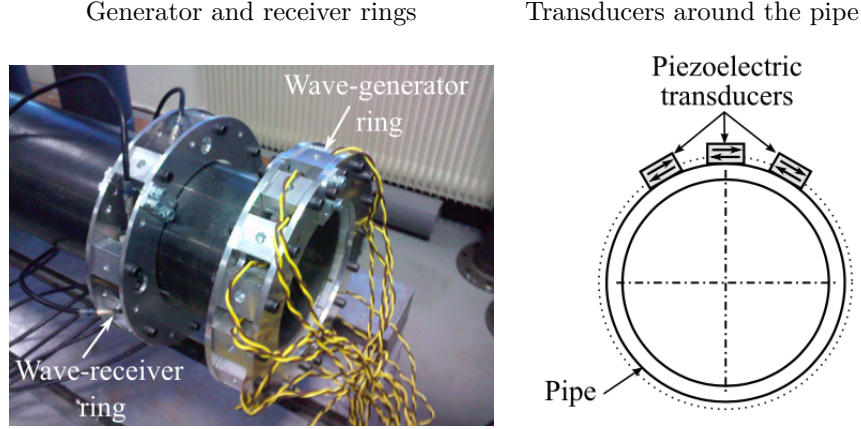 Generator and receiver rings
Transducers around the pipe
Wave-generator
ring
Wave-receiver
ring
Piezoelectric
transducers
Pipe